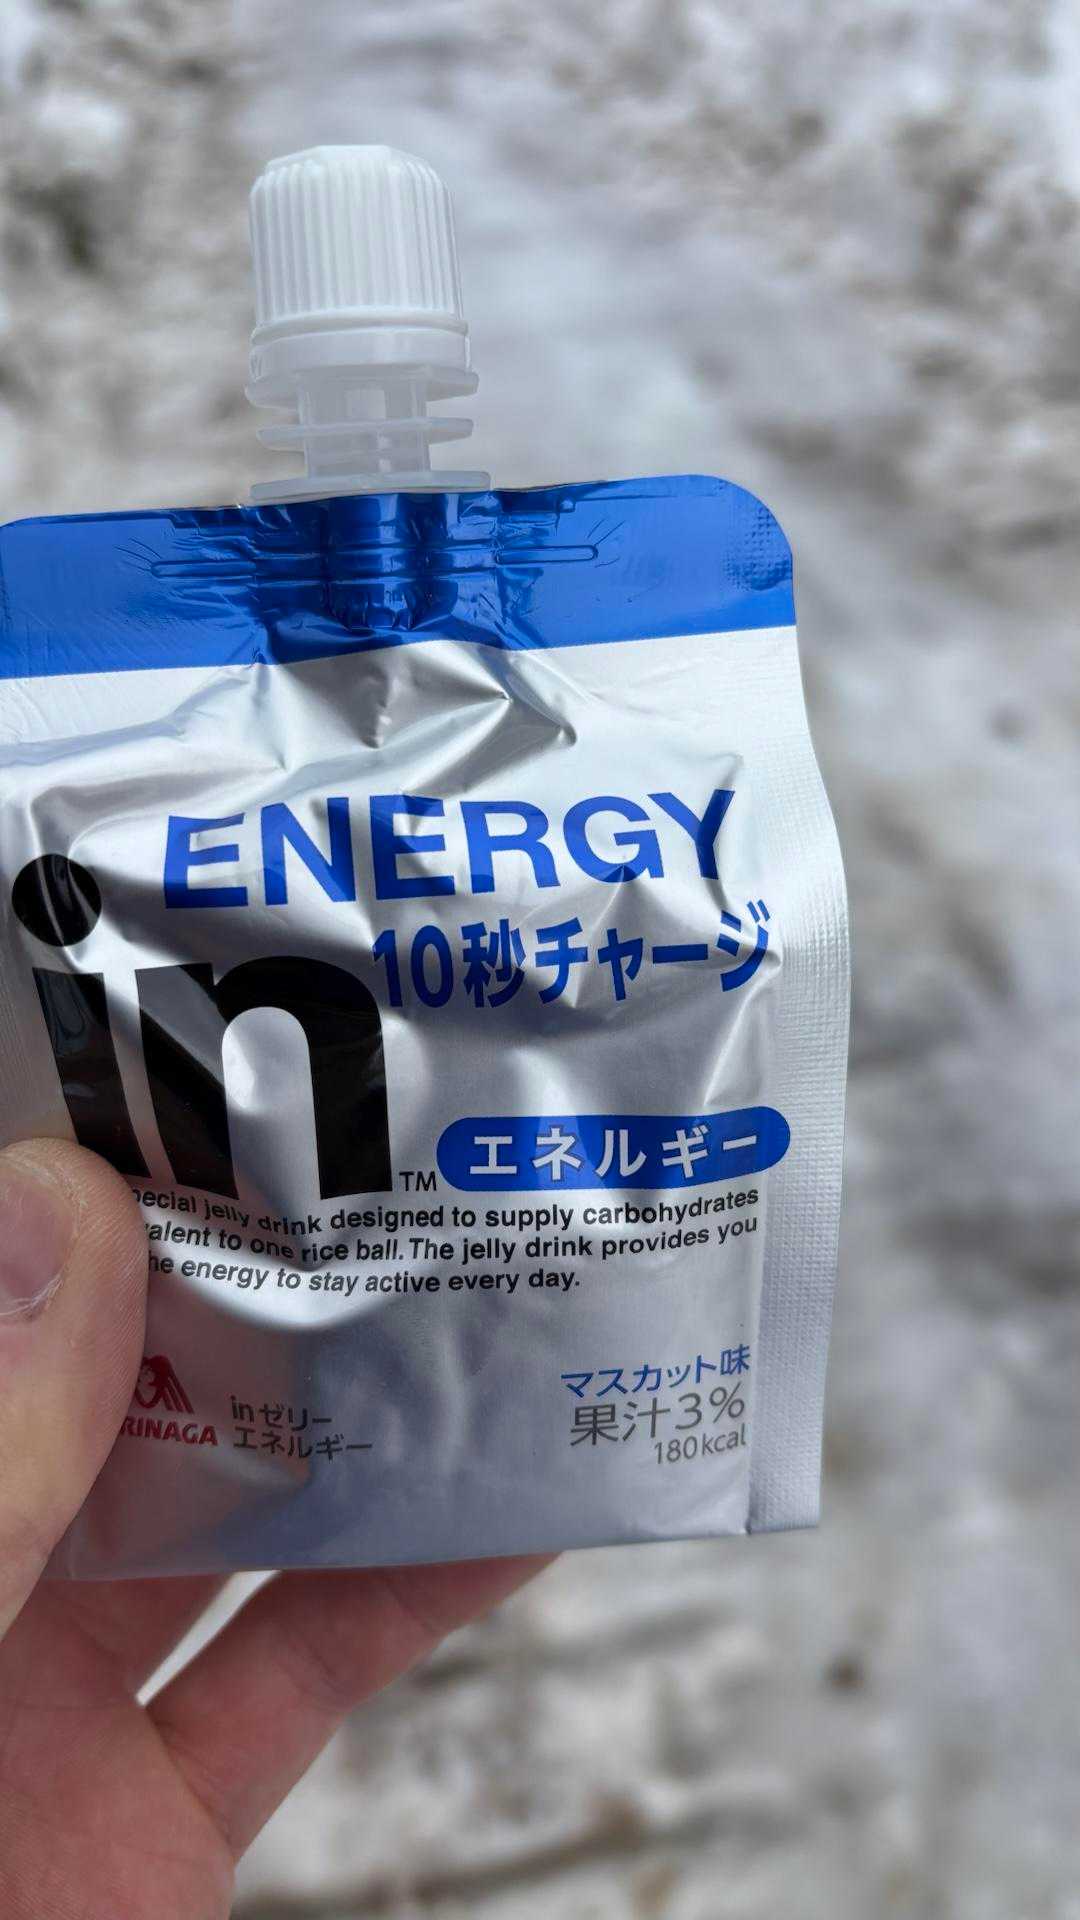 ENERGY
10秒チャージ
in
TM
エネルギー
jelly drink designed to supply carbohydrates
to one rice ball. The jelly drink provides you
energy to stay active every day.
マスカット味
果汁3%
180kcal
inゼリー
エネルギー